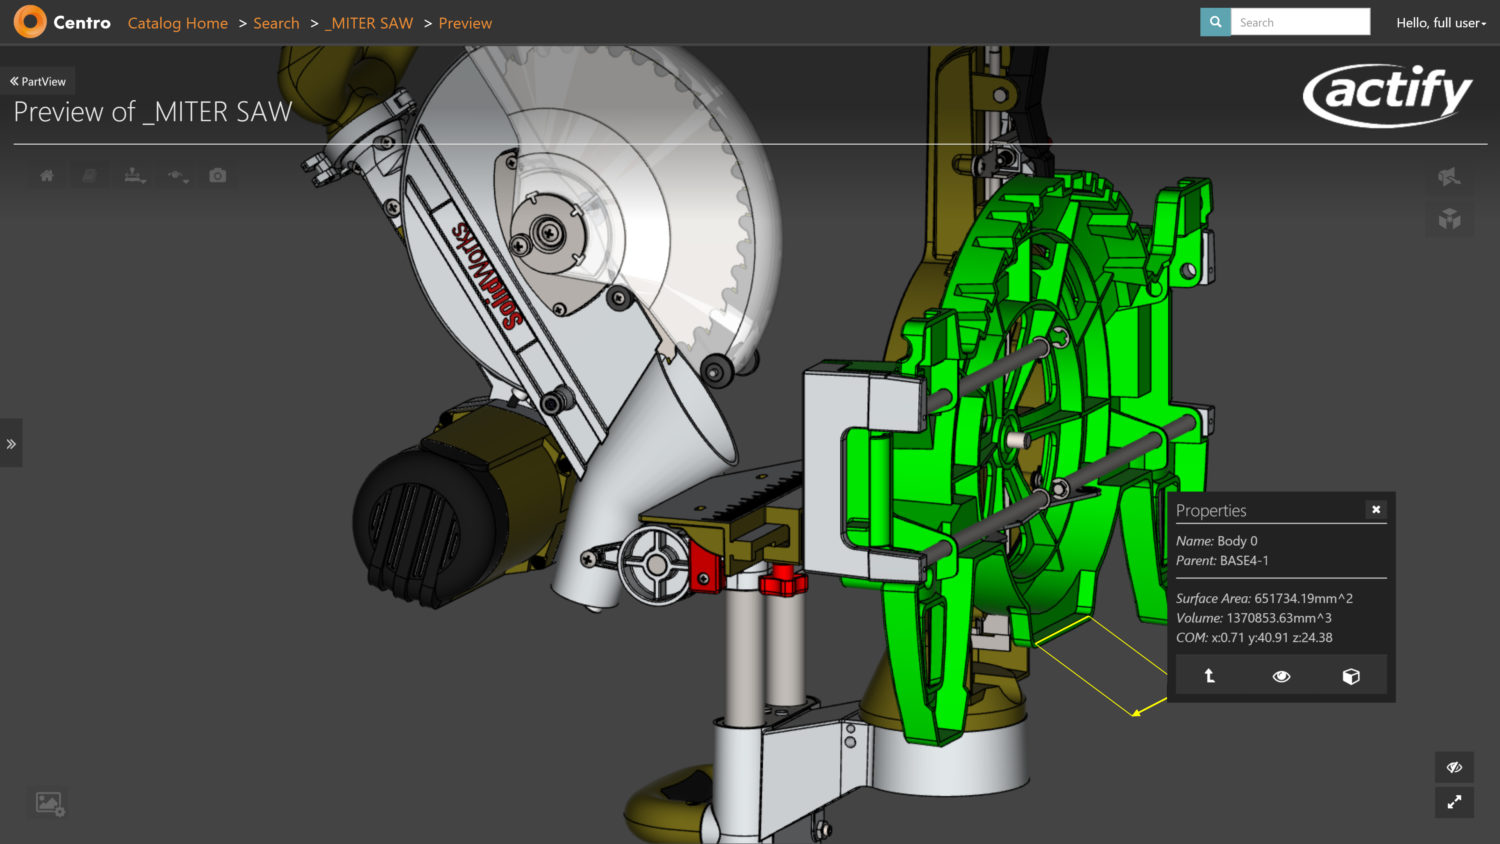 Centro Catalog Home > Search > _MITER SAW > Preview Search Hello, full user
PartView
Preview of _MITER SAW
actify
SolidWorks
Properties
Name: Body 0
Parent: BASE4-1
Surface Area: 651734.19mm^2
Volume: 1370853.63mm^3
COM: x:0.71 y:40.91 z:24.38